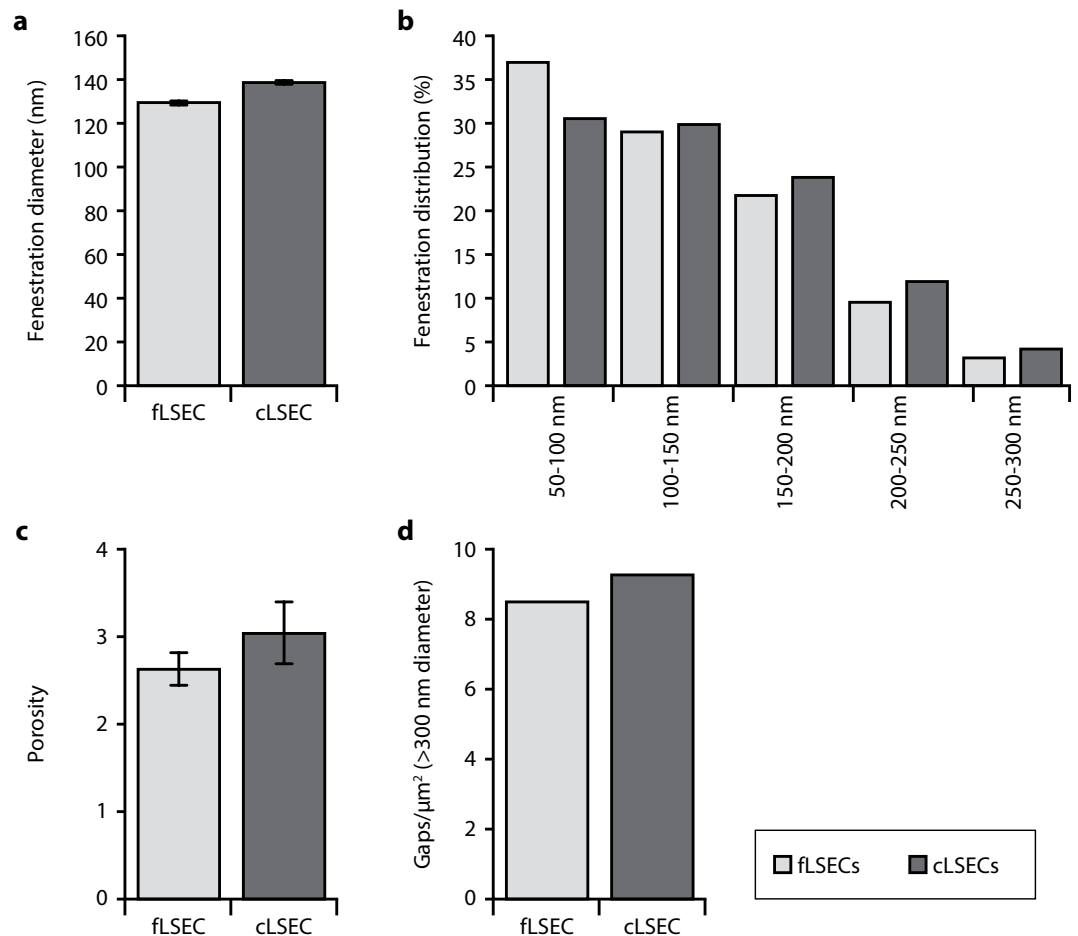 a
Fenestration diameter (nm)
160
140
120
100
80
60
40
20
0
fLSEC
cLSEC
b
Fenestration distribution (%)
40
35
30
25
20
15
10
5
0
50-100 nm
100-150 nm
150-200 nm
200-250 nm
250-300 nm
c
Porosity
4
3
2
1
0
fLSEC
cLSEC
d
Gaps/μm² (>300 nm diameter)
10
8
6
4
2
0
fLSEC
cLSEC
fLSECs
cLSECs